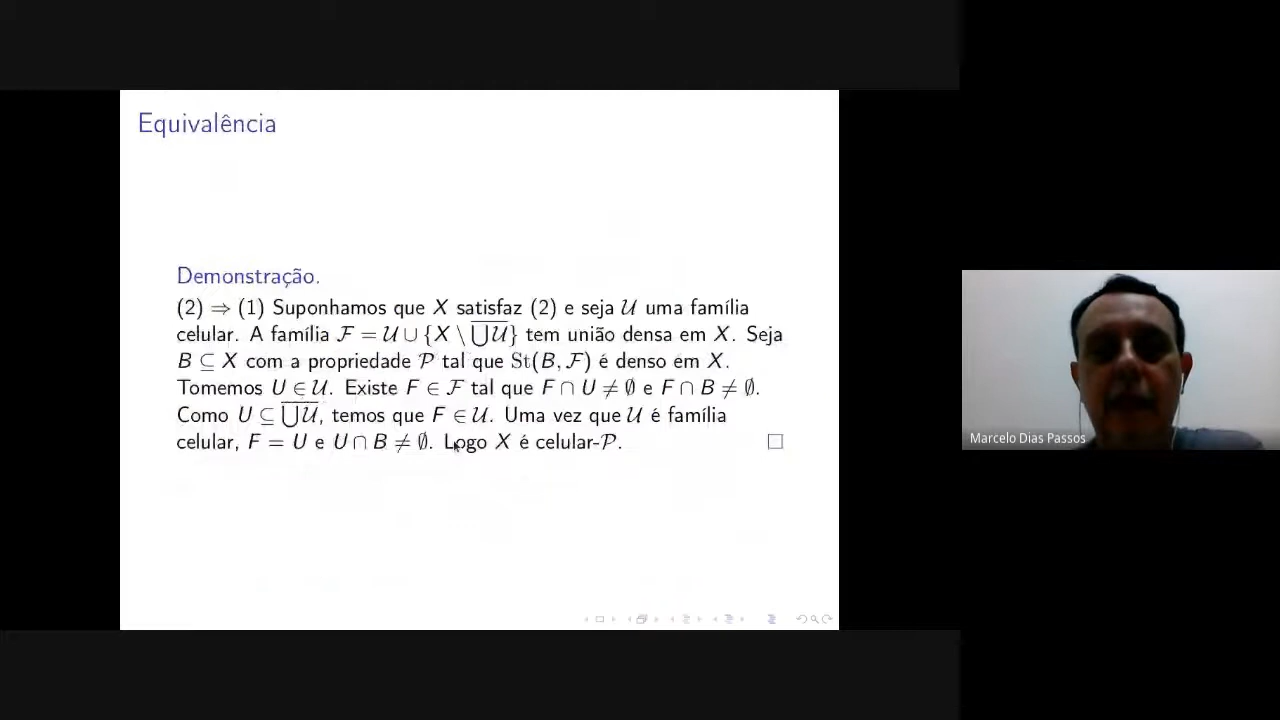 Equivalência
Demonstração.
(2) ⇒ (1) Suponhamos que X satisfaz (2) e seja 𝒰 uma família
celular. A família ℱ = 𝒰 ∪ {X \ \overline{⋃𝒰}} tem união densa em X. Seja
B ⊆ X com a propriedade 𝒫 tal que St(B, ℱ) é denso em X.
Tomemos U ∈ 𝒰. Existe F ∈ ℱ tal que F ∩ U ≠ ∅ e F ∩ B ≠ ∅.
Como U ⊆ \overline{⋃𝒰}, temos que F ∈ 𝒰. Uma vez que 𝒰 é família
celular, F = U e U ∩ B ≠ ∅. Logo X é celular-𝒫. □
Marcelo Dias Passos